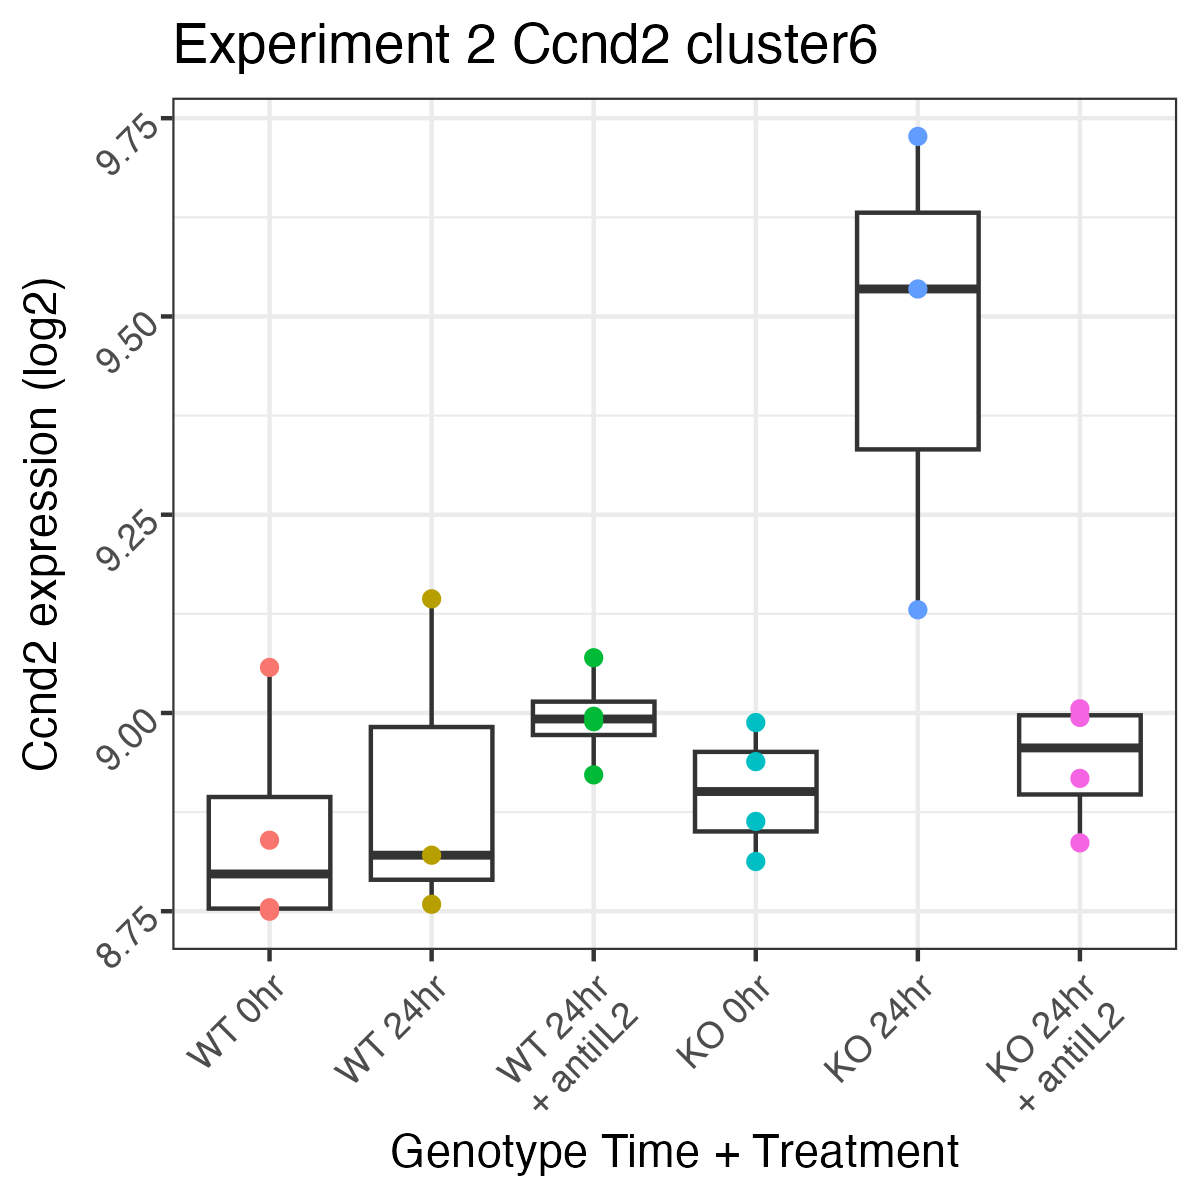 Experiment 2 Ccnd2 cluster6
Ccnd2 expression (log2)
9.75
9.50
9.25
9.00
8.75
WT 0hr
WT 24hr
WT 24hr
+ antiIL2
KO 0hr
KO 24hr
KO 24hr
+ antiIL2
Genotype Time + Treatment